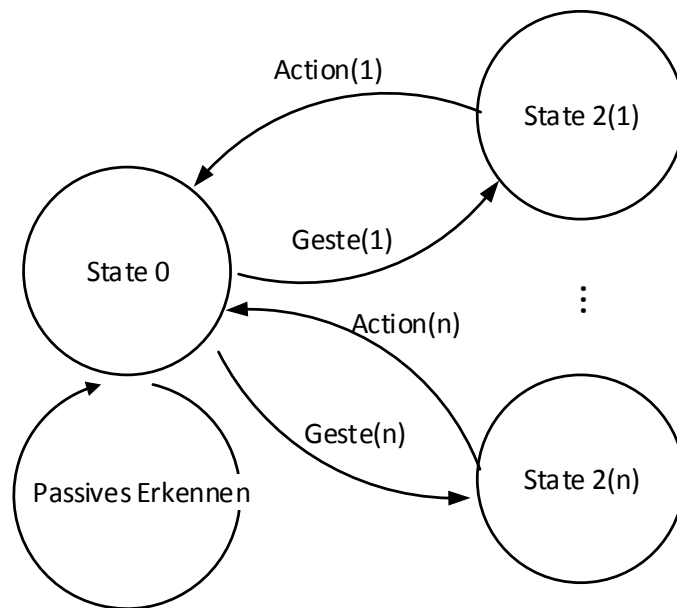 Action(1)
State 2(1)
Geste(1)
State 0
⋮
Action(n)
Geste(n)
State 2(n)
Passives Erkennen